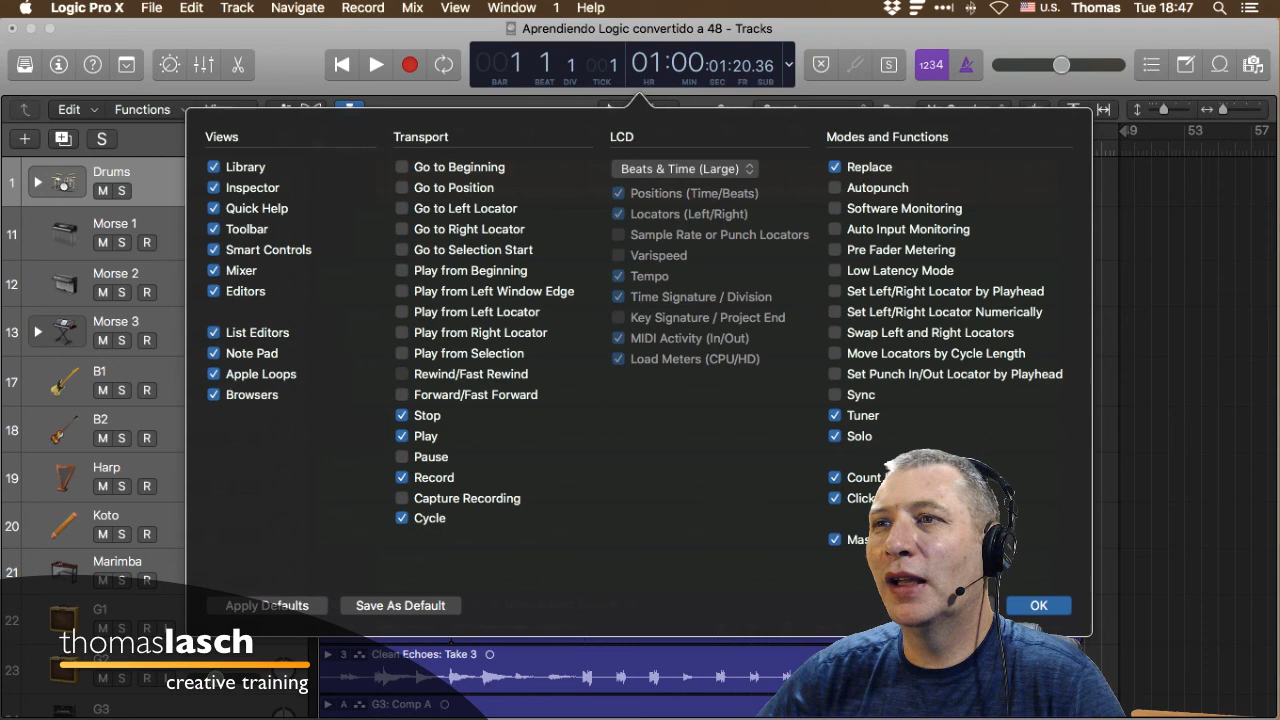 Logic Pro X File Edit Track Navigate Record Mix View Window 1 Help U.S. Thomas Tue 18:47
Aprendiendo Logic convertido a 48 - Tracks
001 1 1 001 01:00:01:20.36
BAR BEAT DIV TICK HR MIN SEC FR SUB
S 1234
Edit Functions
49 53 57
S
Views
Library
Inspector
Quick Help
Toolbar
Smart Controls
Mixer
Editors
List Editors
Note Pad
Apple Loops
Browsers
Transport
Go to Beginning
Go to Position
Go to Left Locator
Go to Right Locator
Go to Selection Start
Play from Beginning
Play from Left Window Edge
Play from Left Locator
Play from Right Locator
Play from Selection
Rewind/Fast Rewind
Forward/Fast Forward
Stop
Play
Pause
Record
Capture Recording
Cycle
LCD
Beats & Time (Large)
Positions (Time/Beats)
Locators (Left/Right)
Sample Rate or Punch Locators
Varispeed
Tempo
Time Signature / Division
Key Signature / Project End
MIDI Activity (In/Out)
Load Meters (CPU/HD)
Modes and Functions
Replace
Autopunch
Software Monitoring
Auto Input Monitoring
Pre Fader Metering
Low Latency Mode
Set Left/Right Locator by Playhead
Set Left/Right Locator Numerically
Swap Left and Right Locators
Move Locators by Cycle Length
Set Punch In/Out Locator by Playhead
Sync
Tuner
Solo
Count
Click
Mas
Apply Defaults Save As Default OK
1 Drums
M S
11 Morse 1
M S R
12 Morse 2
M S R
13 Morse 3
M S R
17 B1
M S R
18 B2
M S R
19 Harp
M S R
20 Koto
M S R
21 Marimba
M S R
22 G1
M S R
23 G2
M S R
G3
3 Clean Echoes: Take 3
A G3: Comp A
thomaslasch
creative training